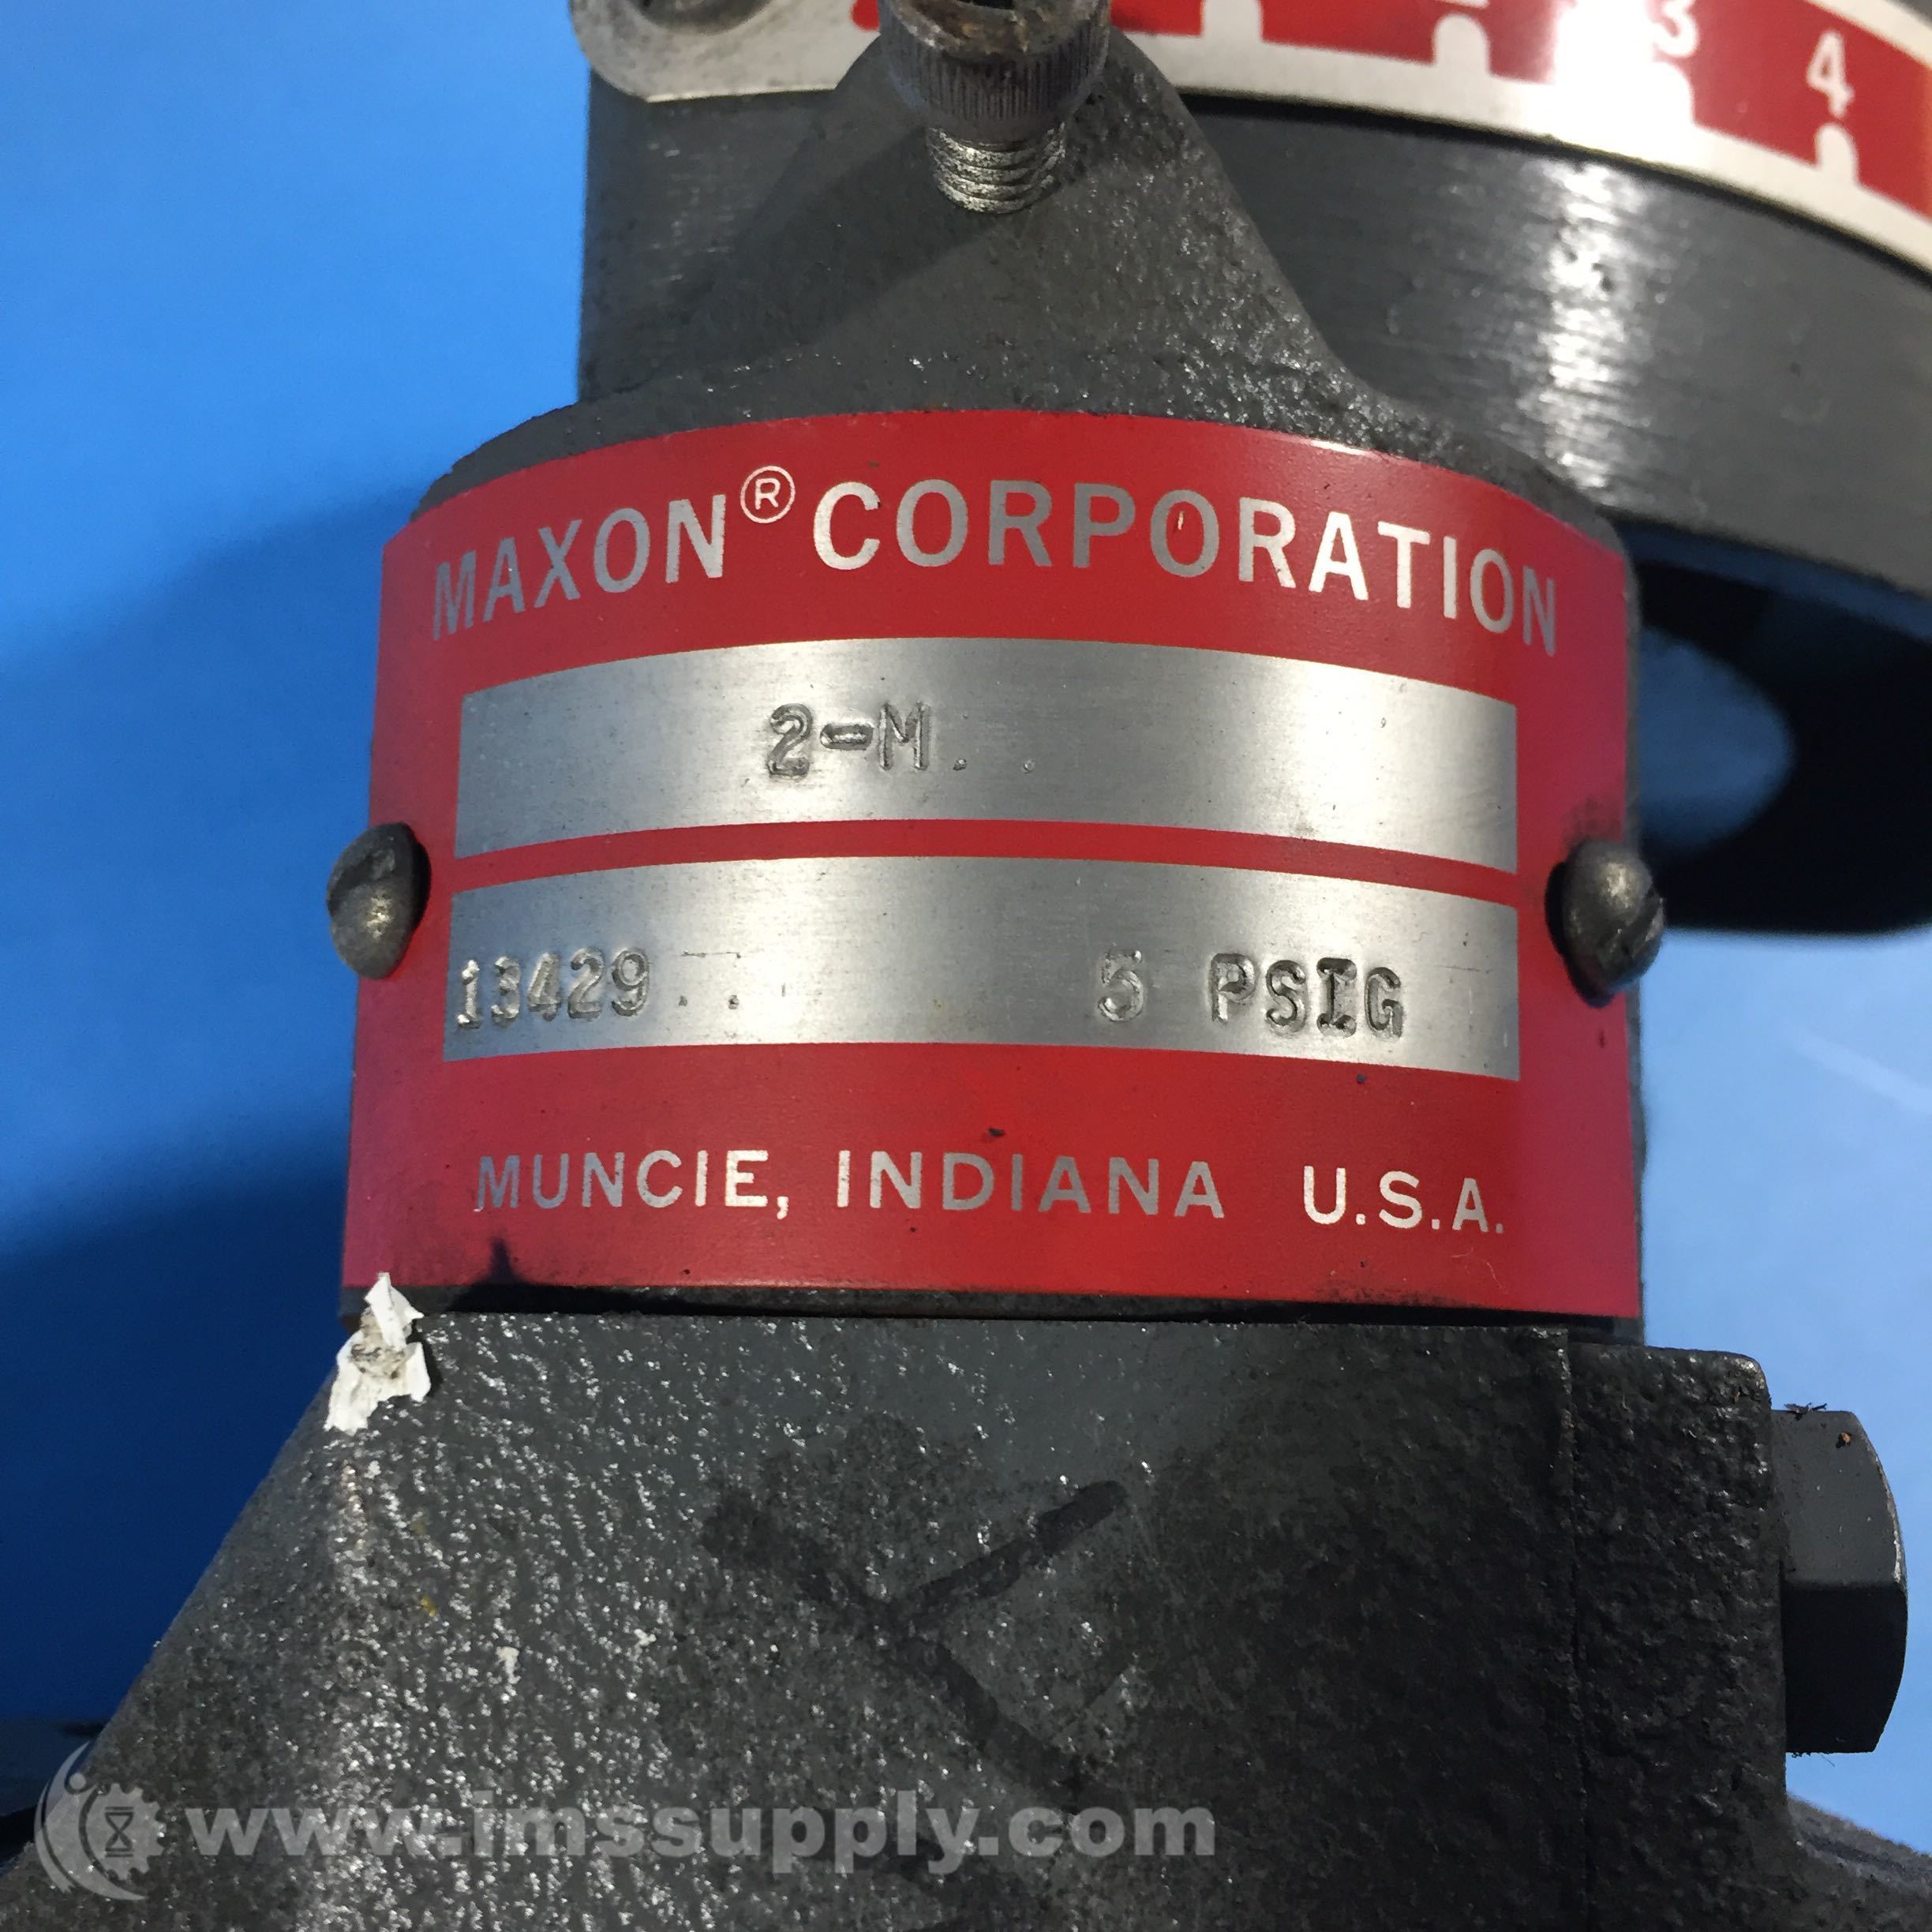 3 4
MAXON® CORPORATION
2-M
13429 5 PSIG
MUNCIE, INDIANA U.S.A.
www.imssupply.com